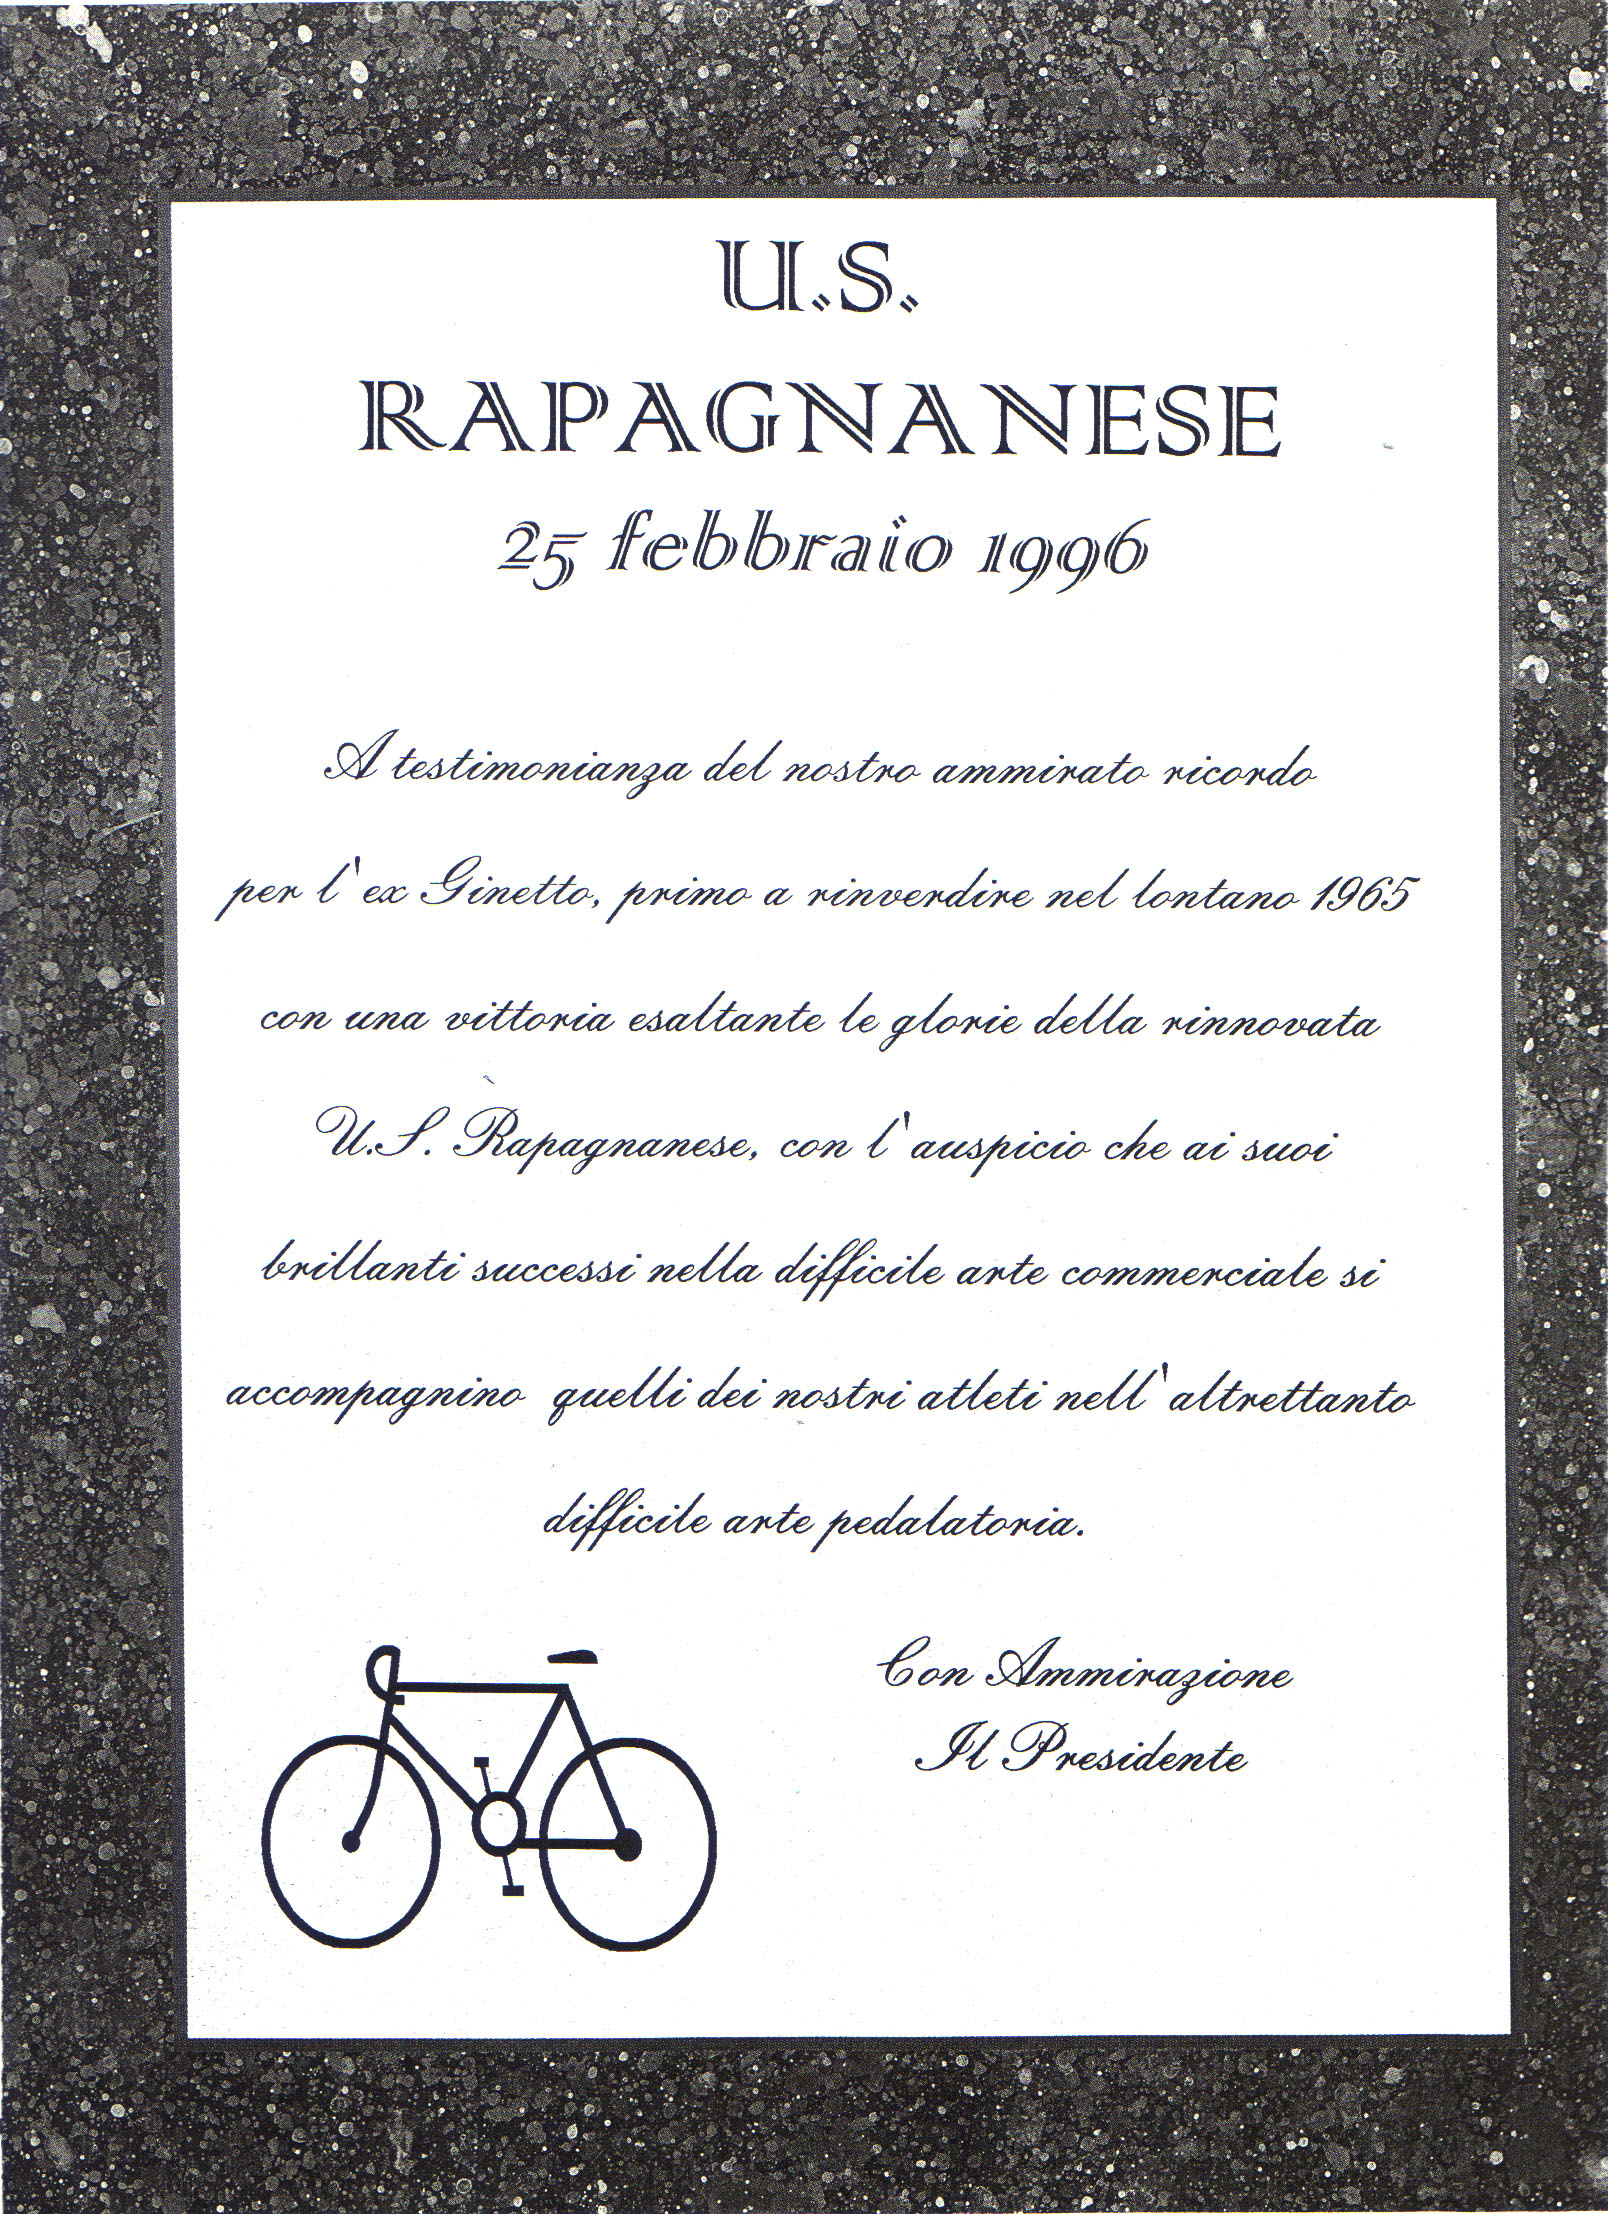 U.S.
RAPAGNANESE
25 febbraio 1996
A testimonianza del nostro ammirato ricordo
per l'ex Ginetto, primo a rinverdire nel lontano 1965
con una vittoria esaltante le glorie della rinnovata
U.S. Rapagnanese, con l'auspicio che ai suoi
brillanti successi nella difficile arte commerciale si
accompagnino quelli dei nostri atleti nell'altrettanto
difficile arte pedalatoria.
Con Ammirazione
Il Presidente